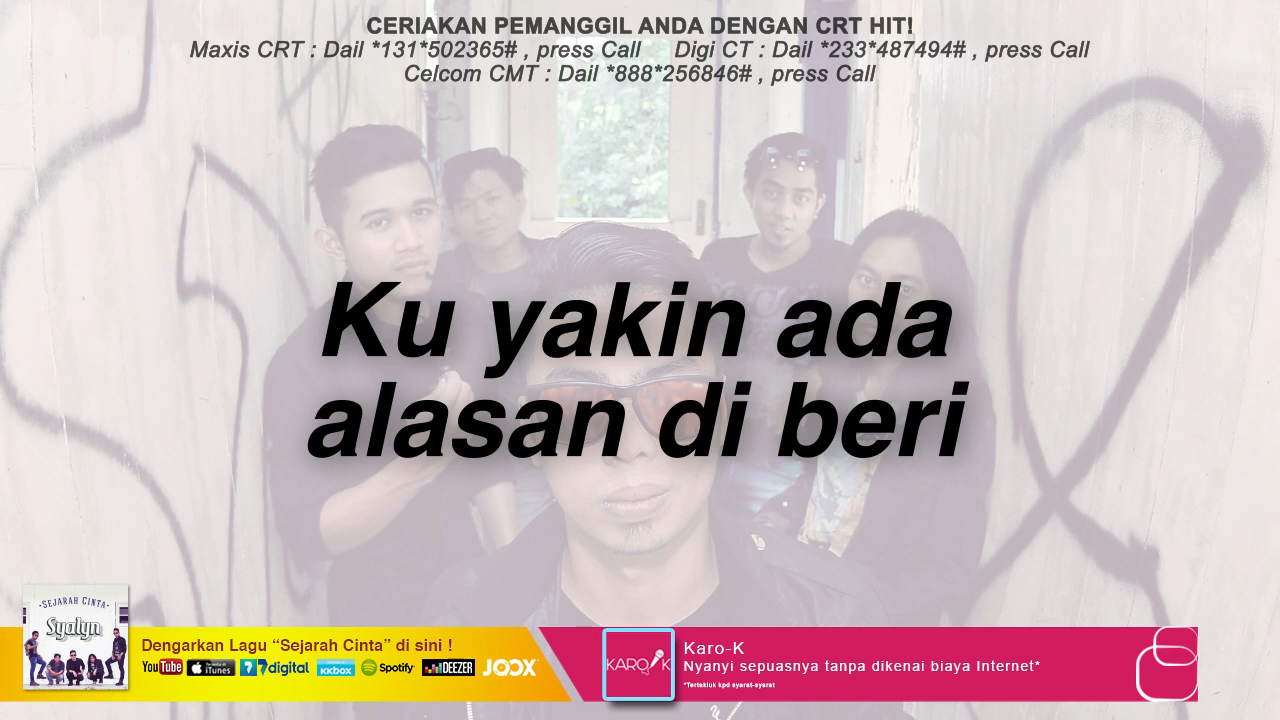 CERIAKAN PEMANGGIL ANDA DENGAN CRT HIT!
Maxis CRT : Dail *131*502365# , press Call Digi CT : Dail *233*487494# , press Call
Celcom CMT : Dail *888*256846# , press Call
Ku yakin ada
alasan di beri
·SEJARAH CINTA·
Syalyn
Dengarkan Lagu “Sejarah Cinta” di sini !
YouTube iTunes 7digital KKBOX Spotify DEEZER JOOX
KARO K
Karo-K
Nyanyi sepuasnya tanpa dikenai biaya Internet*
*Tertakluk kpd syarat-syarat